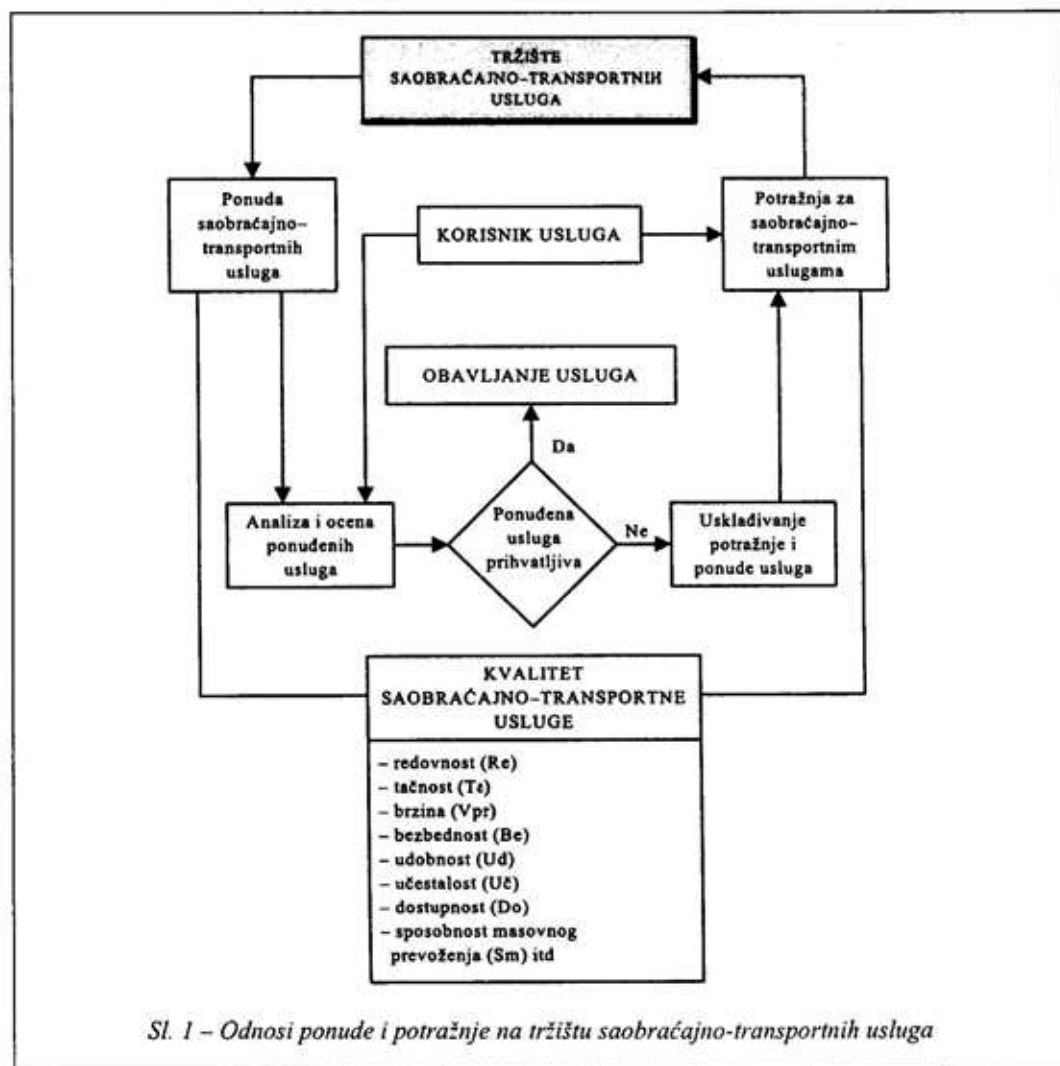 TRŽIŠTE
SAOBRAĆAJNO–TRANSPORTNIH
USLUGA
Ponuda
saobraćajno–
transportnih
usluga
KORISNIK USLUGA
Potražnja za
saobraćajno–
transportnim
uslugama
OBAVLJANJE USLUGA
Da
Analiza i ocena
ponuđenih
usluga
Ponuđena
usluga
prihvatljiva
Ne
Usklađivanje
potražnje i
ponude usluga
KVALITET
SAOBRAĆAJNO–TRANSPORTNE
USLUGE
– redovnost (Re)
– tačnost (Tč)
– brzina (Vpr)
– bezbednost (Be)
– udobnost (Ud)
– učestalost (Uč)
– dostupnost (Do)
– sposobnost masovnog
prevoženja (Sm) itd
Sl. 1 – Odnosi ponude i potražnje na tržištu saobraćajno-transportnih usluga